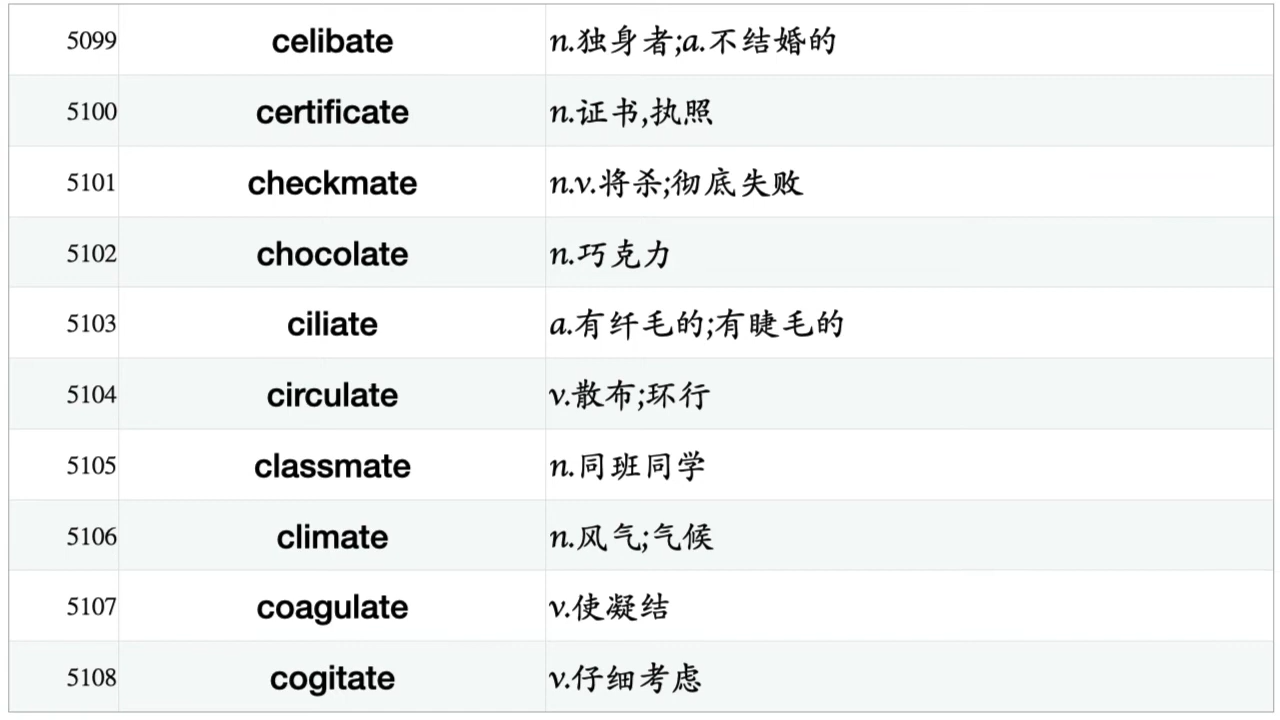 5099 celibate n.独身者;a.不结婚的
5100 certificate n.证书,执照
5101 checkmate n.v.将杀;彻底失败
5102 chocolate n.巧克力
5103 ciliate a.有纤毛的;有睫毛的
5104 circulate v.散布;环行
5105 classmate n.同班同学
5106 climate n.风气;气候
5107 coagulate v.使凝结
5108 cogitate v.仔细考虑